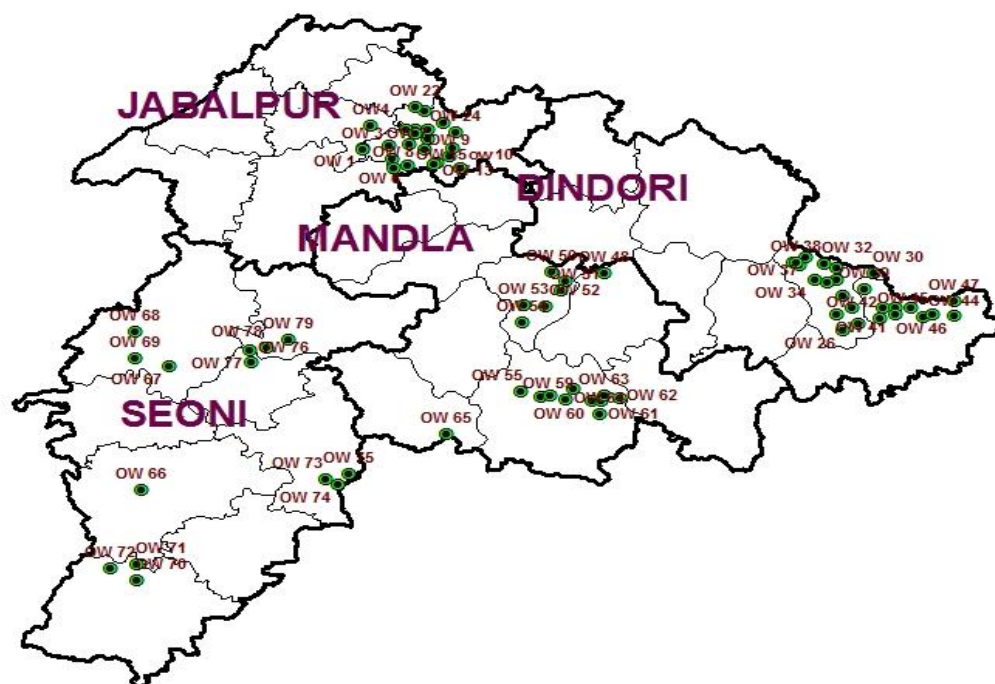 OW 22
JABALPUR
OW4
OW 24
OW 3
OW 9
OW 1
OW 8
OW 10
OW 13
DINDORI
MANDLA
OW 50
OW 48
OW 38
OW 32
OW 30
OW 37
OW 53
OW 52
OW 34
OW 47
OW 42
OW 44
OW 68
OW 78
OW 79
OW 76
OW 41
OW 46
OW 26
OW 69
OW 77
OW 67
OW 55
OW 59
OW 63
OW 62
SEONI
OW 65
OW 60
OW 61
OW 66
OW 73
OW 74
OW 72
OW 71
OW 70